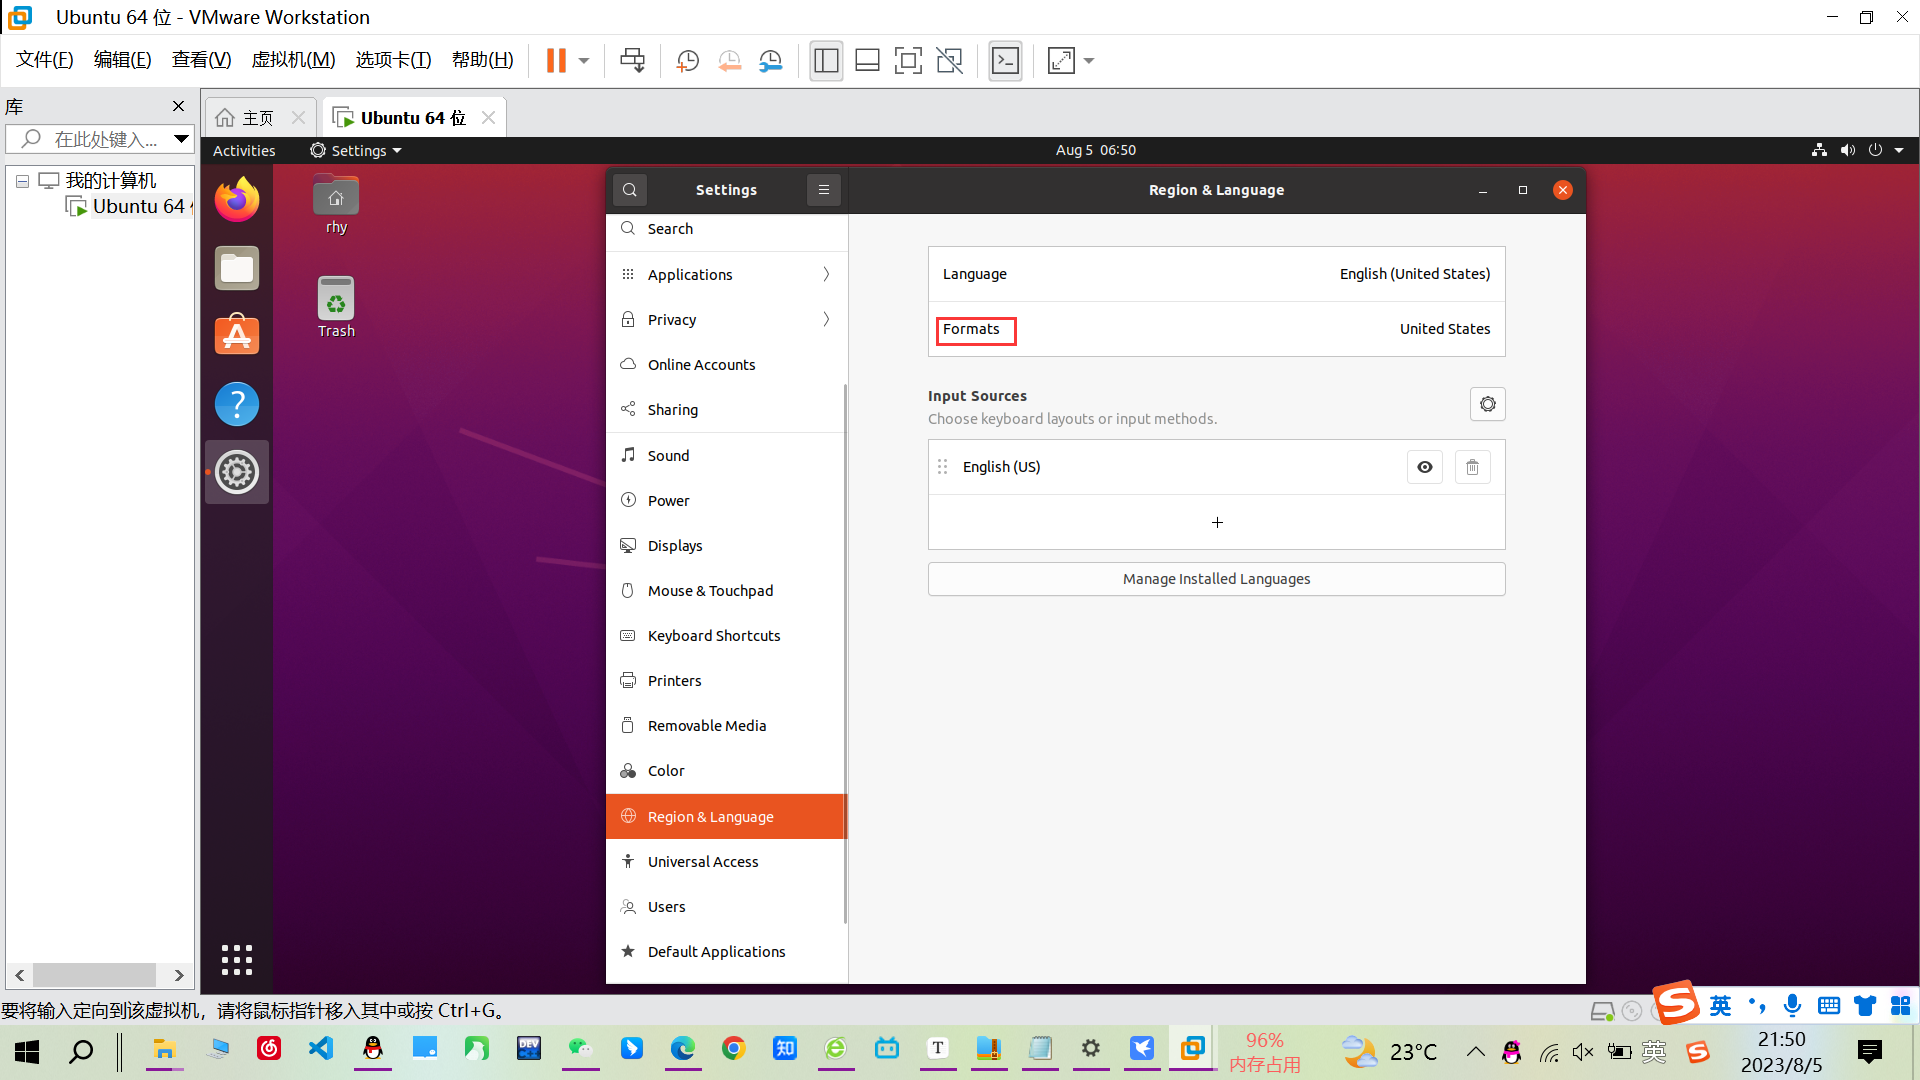 Ubuntu 64 位 - VMware Workstation
文件(F) 编辑(E) 查看(V) 虚拟机(M) 选项卡(T) 帮助(H)
库
在此处键入...
我的计算机
Ubuntu 64
主页
Ubuntu 64 位
Activities Settings Aug 5 06:50
rhy
Trash
Settings
Region & Language
Search
Applications
Privacy
Online Accounts
Sharing
Sound
Power
Displays
Mouse & Touchpad
Keyboard Shortcuts
Printers
Removable Media
Color
Region & Language
Universal Access
Users
Default Applications
Language English (United States)
Formats United States
Input Sources
Choose keyboard layouts or input methods.
English (US)
Manage Installed Languages
要将输入定向到该虚拟机，请将鼠标指针移入其中或按 Ctrl+G。
英
DEV
知
T
96%
内存占用
23°C
英
21:50
2023/8/5